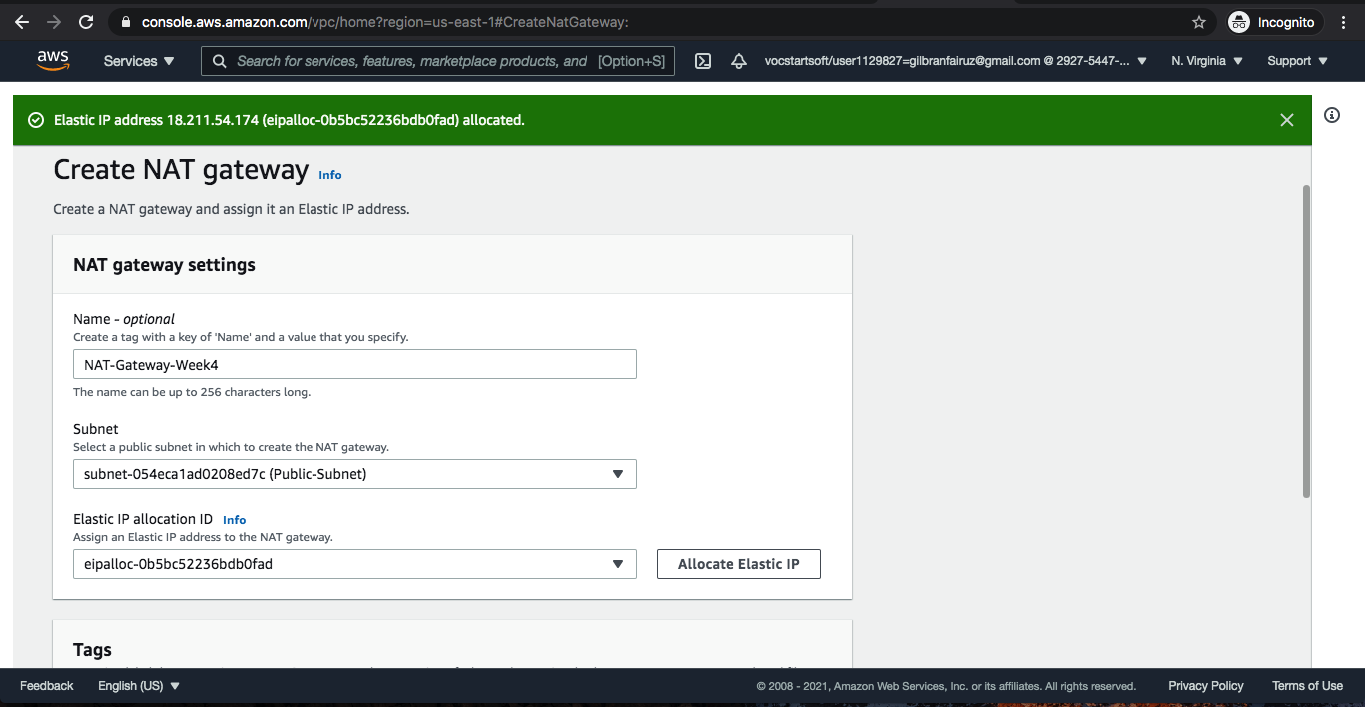 console.aws.amazon.com/vpc/home?region=us-east-1#CreateNatGateway:
Incognito
aws
Services ▼
Search for services, features, marketplace products, and [Option+S]
vocstartsoft/user1129827=gilbranfairuz@gmail.com @ 2927-5447-... ▼
N. Virginia ▼
Support ▼
Elastic IP address 18.211.54.174 (eipalloc-0b5bc52236bdb0fad) allocated.
Create NAT gateway Info
Create a NAT gateway and assign it an Elastic IP address.
NAT gateway settings
Name - optional
Create a tag with a key of 'Name' and a value that you specify.
NAT-Gateway-Week4
The name can be up to 256 characters long.
Subnet
Select a public subnet in which to create the NAT gateway.
subnet-054eca1ad0208ed7c (Public-Subnet)
Elastic IP allocation ID Info
Assign an Elastic IP address to the NAT gateway.
eipalloc-0b5bc52236bdb0fad
Allocate Elastic IP
Tags
Feedback
English (US) ▼
© 2008 - 2021, Amazon Web Services, Inc. or its affiliates. All rights reserved.
Privacy Policy
Terms of Use